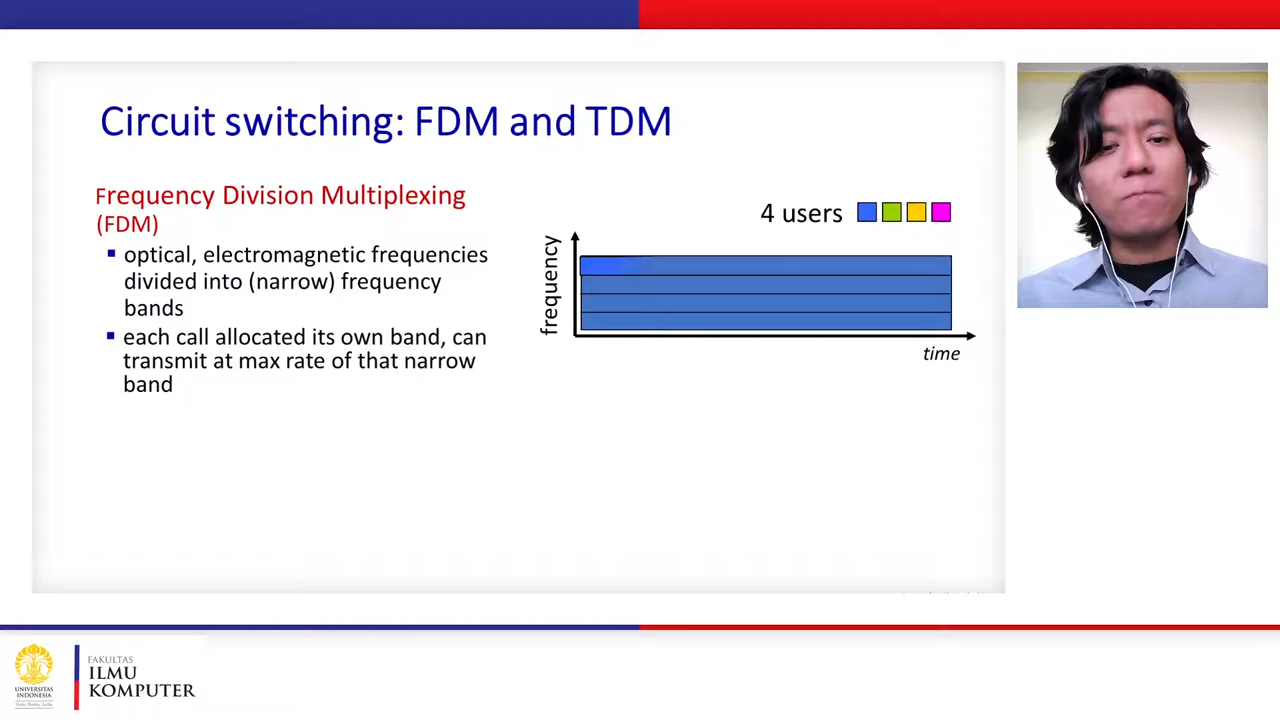 Circuit switching: FDM and TDM
Frequency Division Multiplexing
(FDM)
optical, electromagnetic frequencies
divided into (narrow) frequency
bands
each call allocated its own band, can
transmit at max rate of that narrow
band
4 users
frequency
time
UNIVERSITAS
INDONESIA
FAKULTAS
ILMU
KOMPUTER